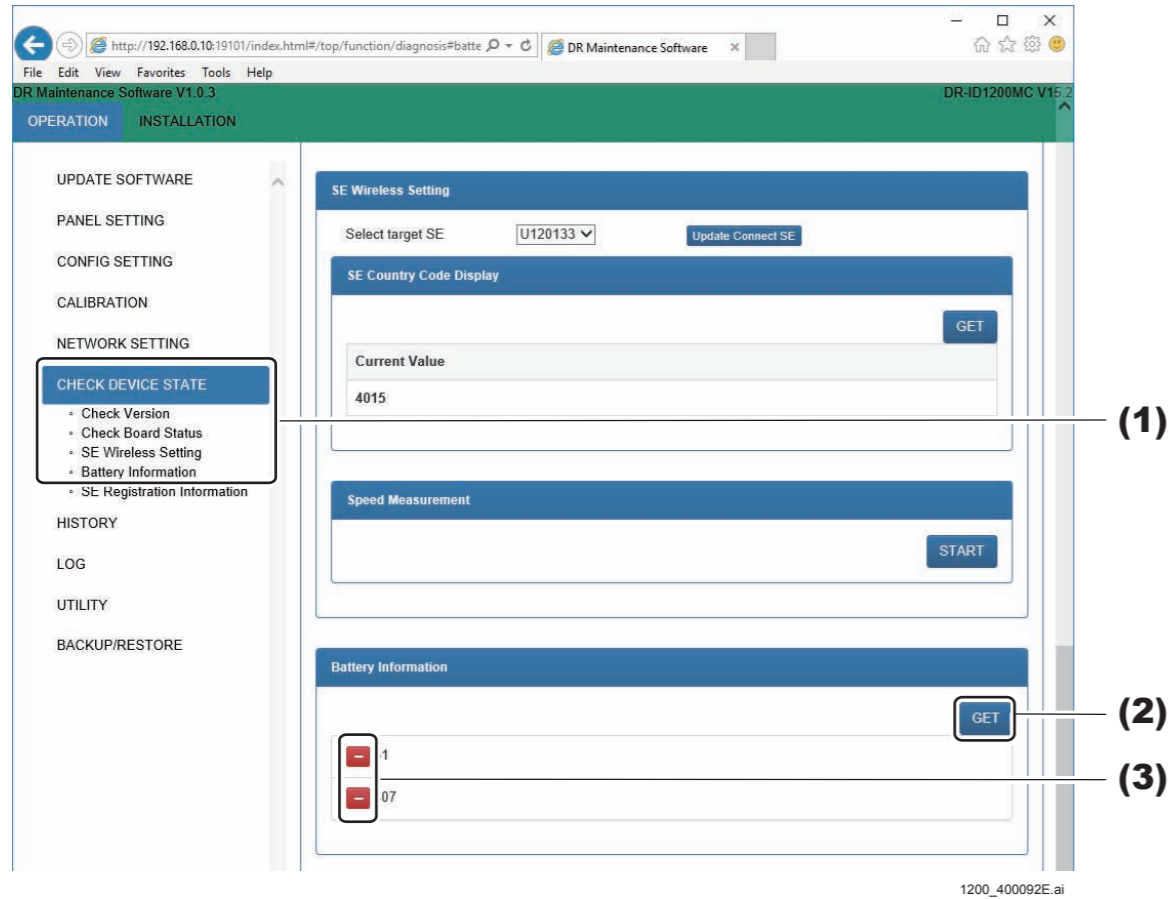 http://192.168.0.10:19101/index.html#/top/function/diagnosis#batte
DR Maintenance Software
File Edit View Favorites Tools Help
DR Maintenance Software V1.0.3
DR-ID1200MC V15.2
OPERATION INSTALLATION
UPDATE SOFTWARE
PANEL SETTING
CONFIG SETTING
CALIBRATION
NETWORK SETTING
CHECK DEVICE STATE
Check Version
Check Board Status
SE Wireless Setting
Battery Information
SE Registration Information
HISTORY
LOG
UTILITY
BACKUP/RESTORE
SE Wireless Setting
Select target SE U120133 Update Connect SE
SE Country Code Display
GET
Current Value
4015
Speed Measurement
START
Battery Information
GET
07
(1)
(2)
(3)
1200_400092E.ai